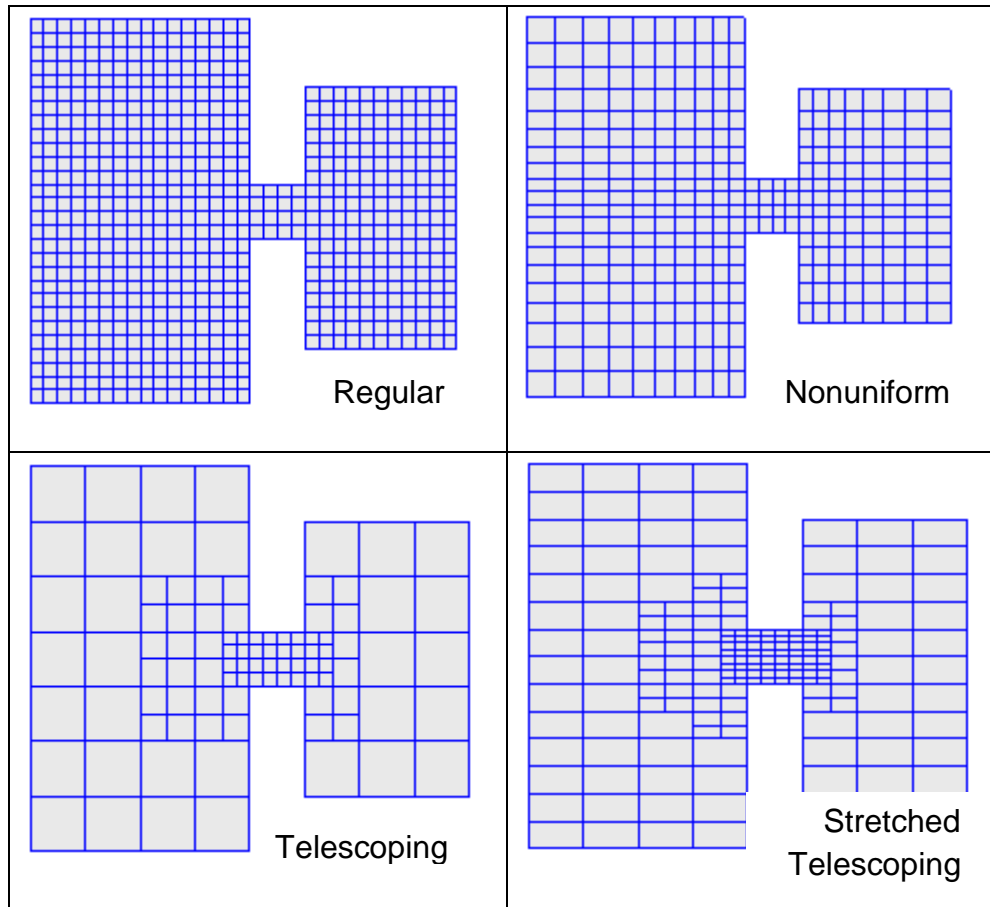 Regular
Nonuniform
Telescoping
Stretched
Telescoping